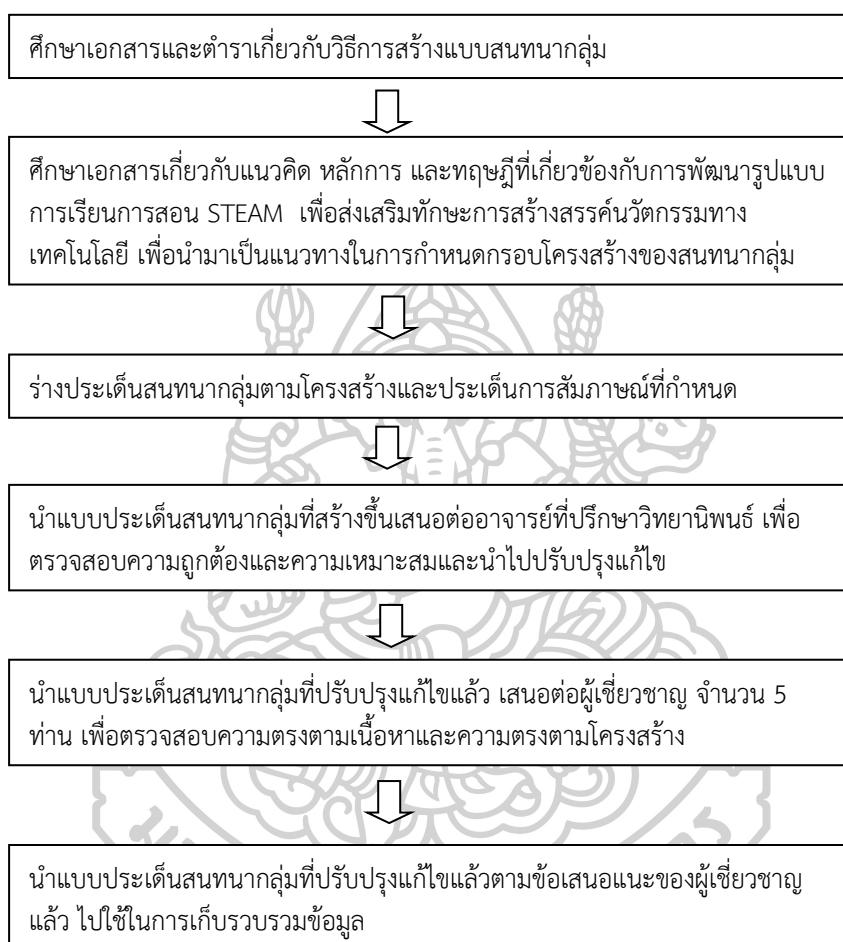 ศึกษาเอกสารและตำราเกี่ยวกับวิธีการสร้างแบบสนทนากลุ่ม
ศึกษาเอกสารเกี่ยวกับแนวคิด หลักการ และทฤษฎีที่เกี่ยวข้องกับการพัฒนารูปแบบ
การเรียนการสอน STEAM เพื่อส่งเสริมทักษะการสร้างสรรค์นวัตกรรมทาง
เทคโนโลยี เพื่อนำมาเป็นแนวทางในการกำหนดกรอบโครงสร้างของสนทนากลุ่ม
ร่างประเด็นสนทนากลุ่มตามโครงสร้างและประเด็นการสัมภาษณ์ที่กำหนด
นำแบบประเด็นสนทนากลุ่มที่สร้างขึ้นเสนอต่ออาจารย์ที่ปรึกษาวิทยานิพนธ์ เพื่อ
ตรวจสอบความถูกต้องและความเหมาะสมและนำไปปรับปรุงแก้ไข
นำแบบประเด็นสนทนากลุ่มที่ปรับปรุงแก้ไขแล้ว เสนอต่อผู้เชี่ยวชาญ จำนวน 5
ท่าน เพื่อตรวจสอบความตรงตามเนื้อหาและความตรงตามโครงสร้าง
นำแบบประเด็นสนทนากลุ่มที่ปรับปรุงแก้ไขแล้วตามข้อเสนอแนะของผู้เชี่ยวชาญ
แล้ว ไปใช้ในการเก็บรวบรวมข้อมูล